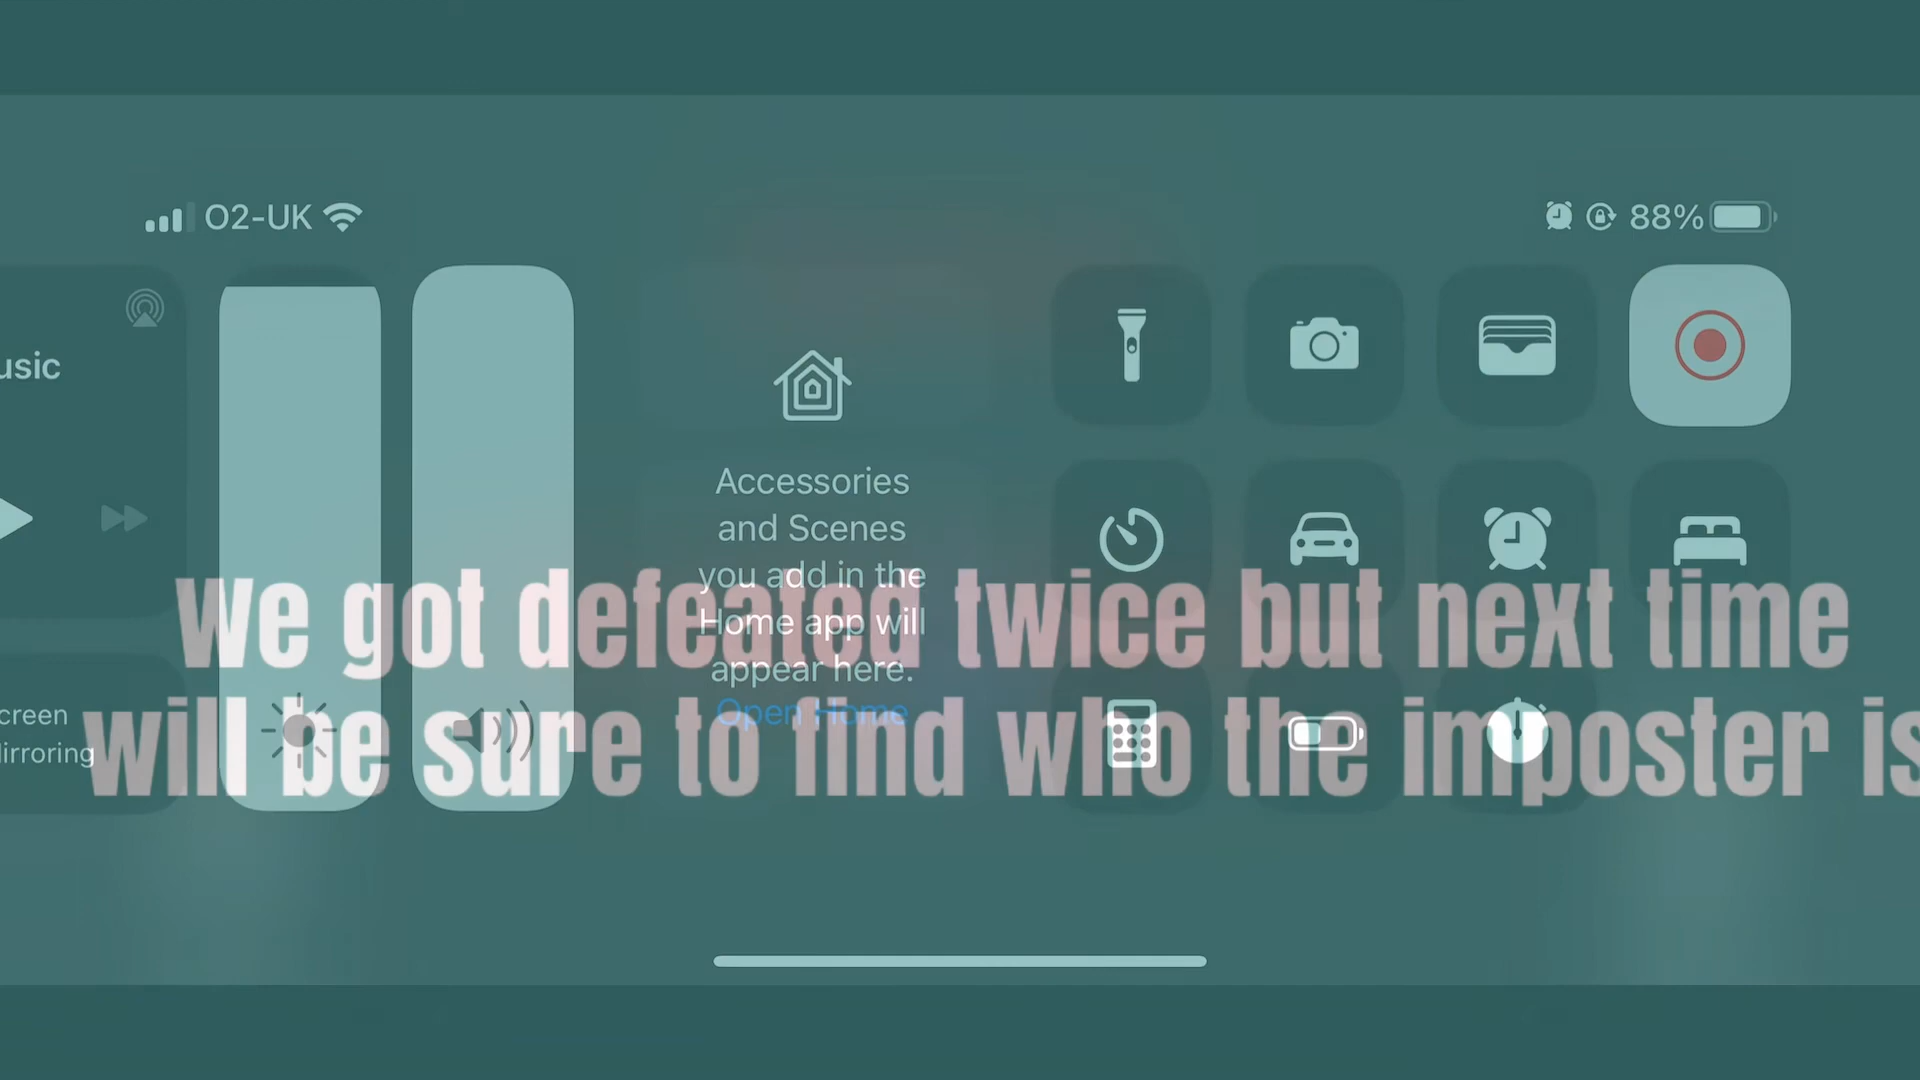 O2-UK
88%
usic
Accessories
and Scenes
you add in the
Home app will
appear here.
Open Home
creen
lirroring
We got defeated twice but next time
will be sure to find who the imposter is